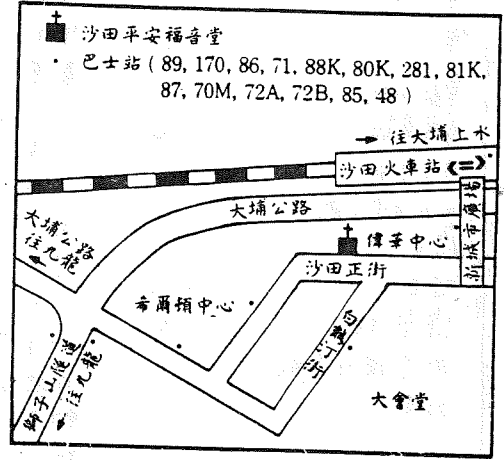 沙田平安福音堂
巴士站 ( 89, 170, 86, 71, 88K, 80K, 281, 81K,
87, 70M, 72A, 72B, 85, 48 )
→ 往大埔上水
沙田火車站
大埔公路
新城市廣場
大埔公路
往九龍
偉華中心
沙田正街
希爾頓中心
白鶴汀街
獅子山隧道
往九龍
大會堂